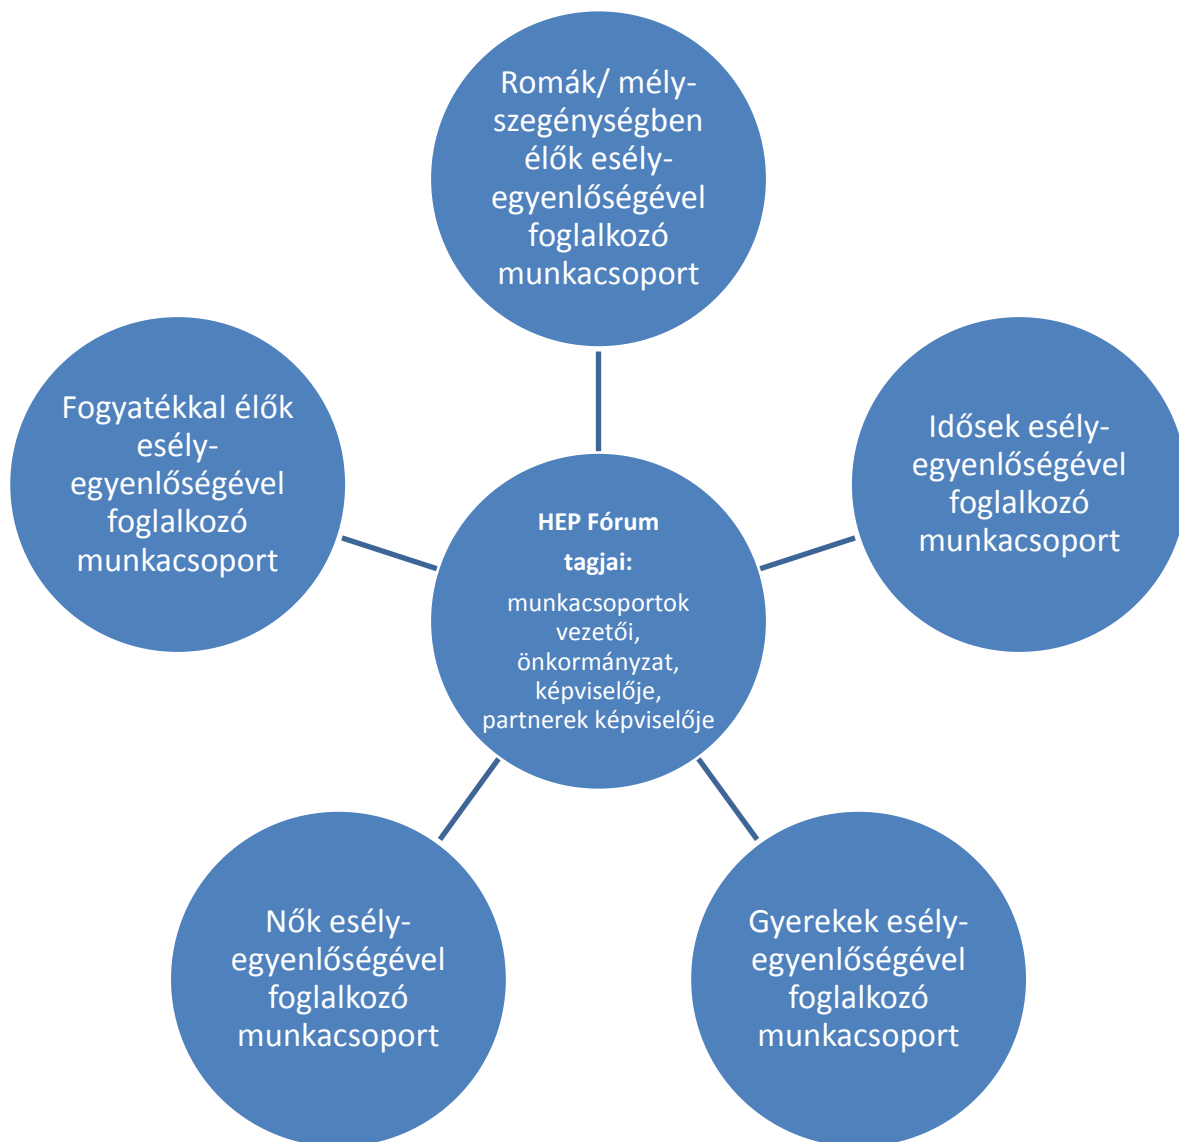 Romák/ mély-
szegénységben
élők esély-
egyenlőségével
foglalkozó
munkacsoport
Fogyatékkal élők
esély-
egyenlőségével
foglalkozó
munkacsoport
Idősek esély-
egyenlőségével
foglalkozó
munkacsoport
HEP Fórum
tagjai:
munkacsoportok
vezetői,
önkormányzat,
képviselője,
partnerek képviselője
Nők esély-
egyenlőségével
foglalkozó
munkacsoport
Gyerekek esély-
egyenlőségével
foglalkozó
munkacsoport